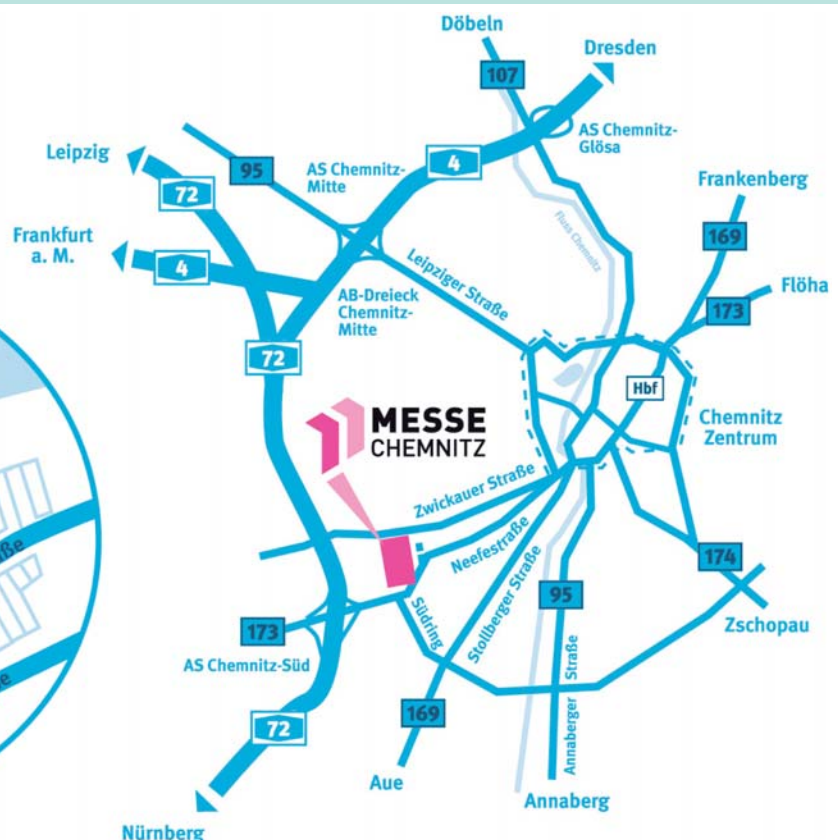 Döbeln
Dresden
107
AS Chemnitz-
Glösa
Leipzig
95
AS Chemnitz-
Mitte
4
72
Frankenberg
169
Frankfurt
a. M.
4
Fluss Chemnitz
Leipziger Straße
Flöha
173
AB-Dreieck
Chemnitz-
Mitte
72
Hbf
MESSE
CHEMNITZ
Chemnitz
Zentrum
Zwickauer Straße
Neefestraße
Stollberger Straße
174
95
Südring
173
Zschopau
AS Chemnitz-Süd
Annaberger Straße
169
72
Aue
Annaberg
Nürnberg